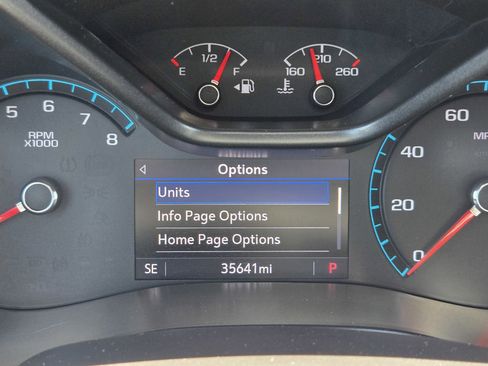 1/2
E F
210
160 260
5 6 7 8
RPM
X1000
60
MP
40
20
0
Options
Units
Info Page Options
Home Page Options
SE 35641mi P